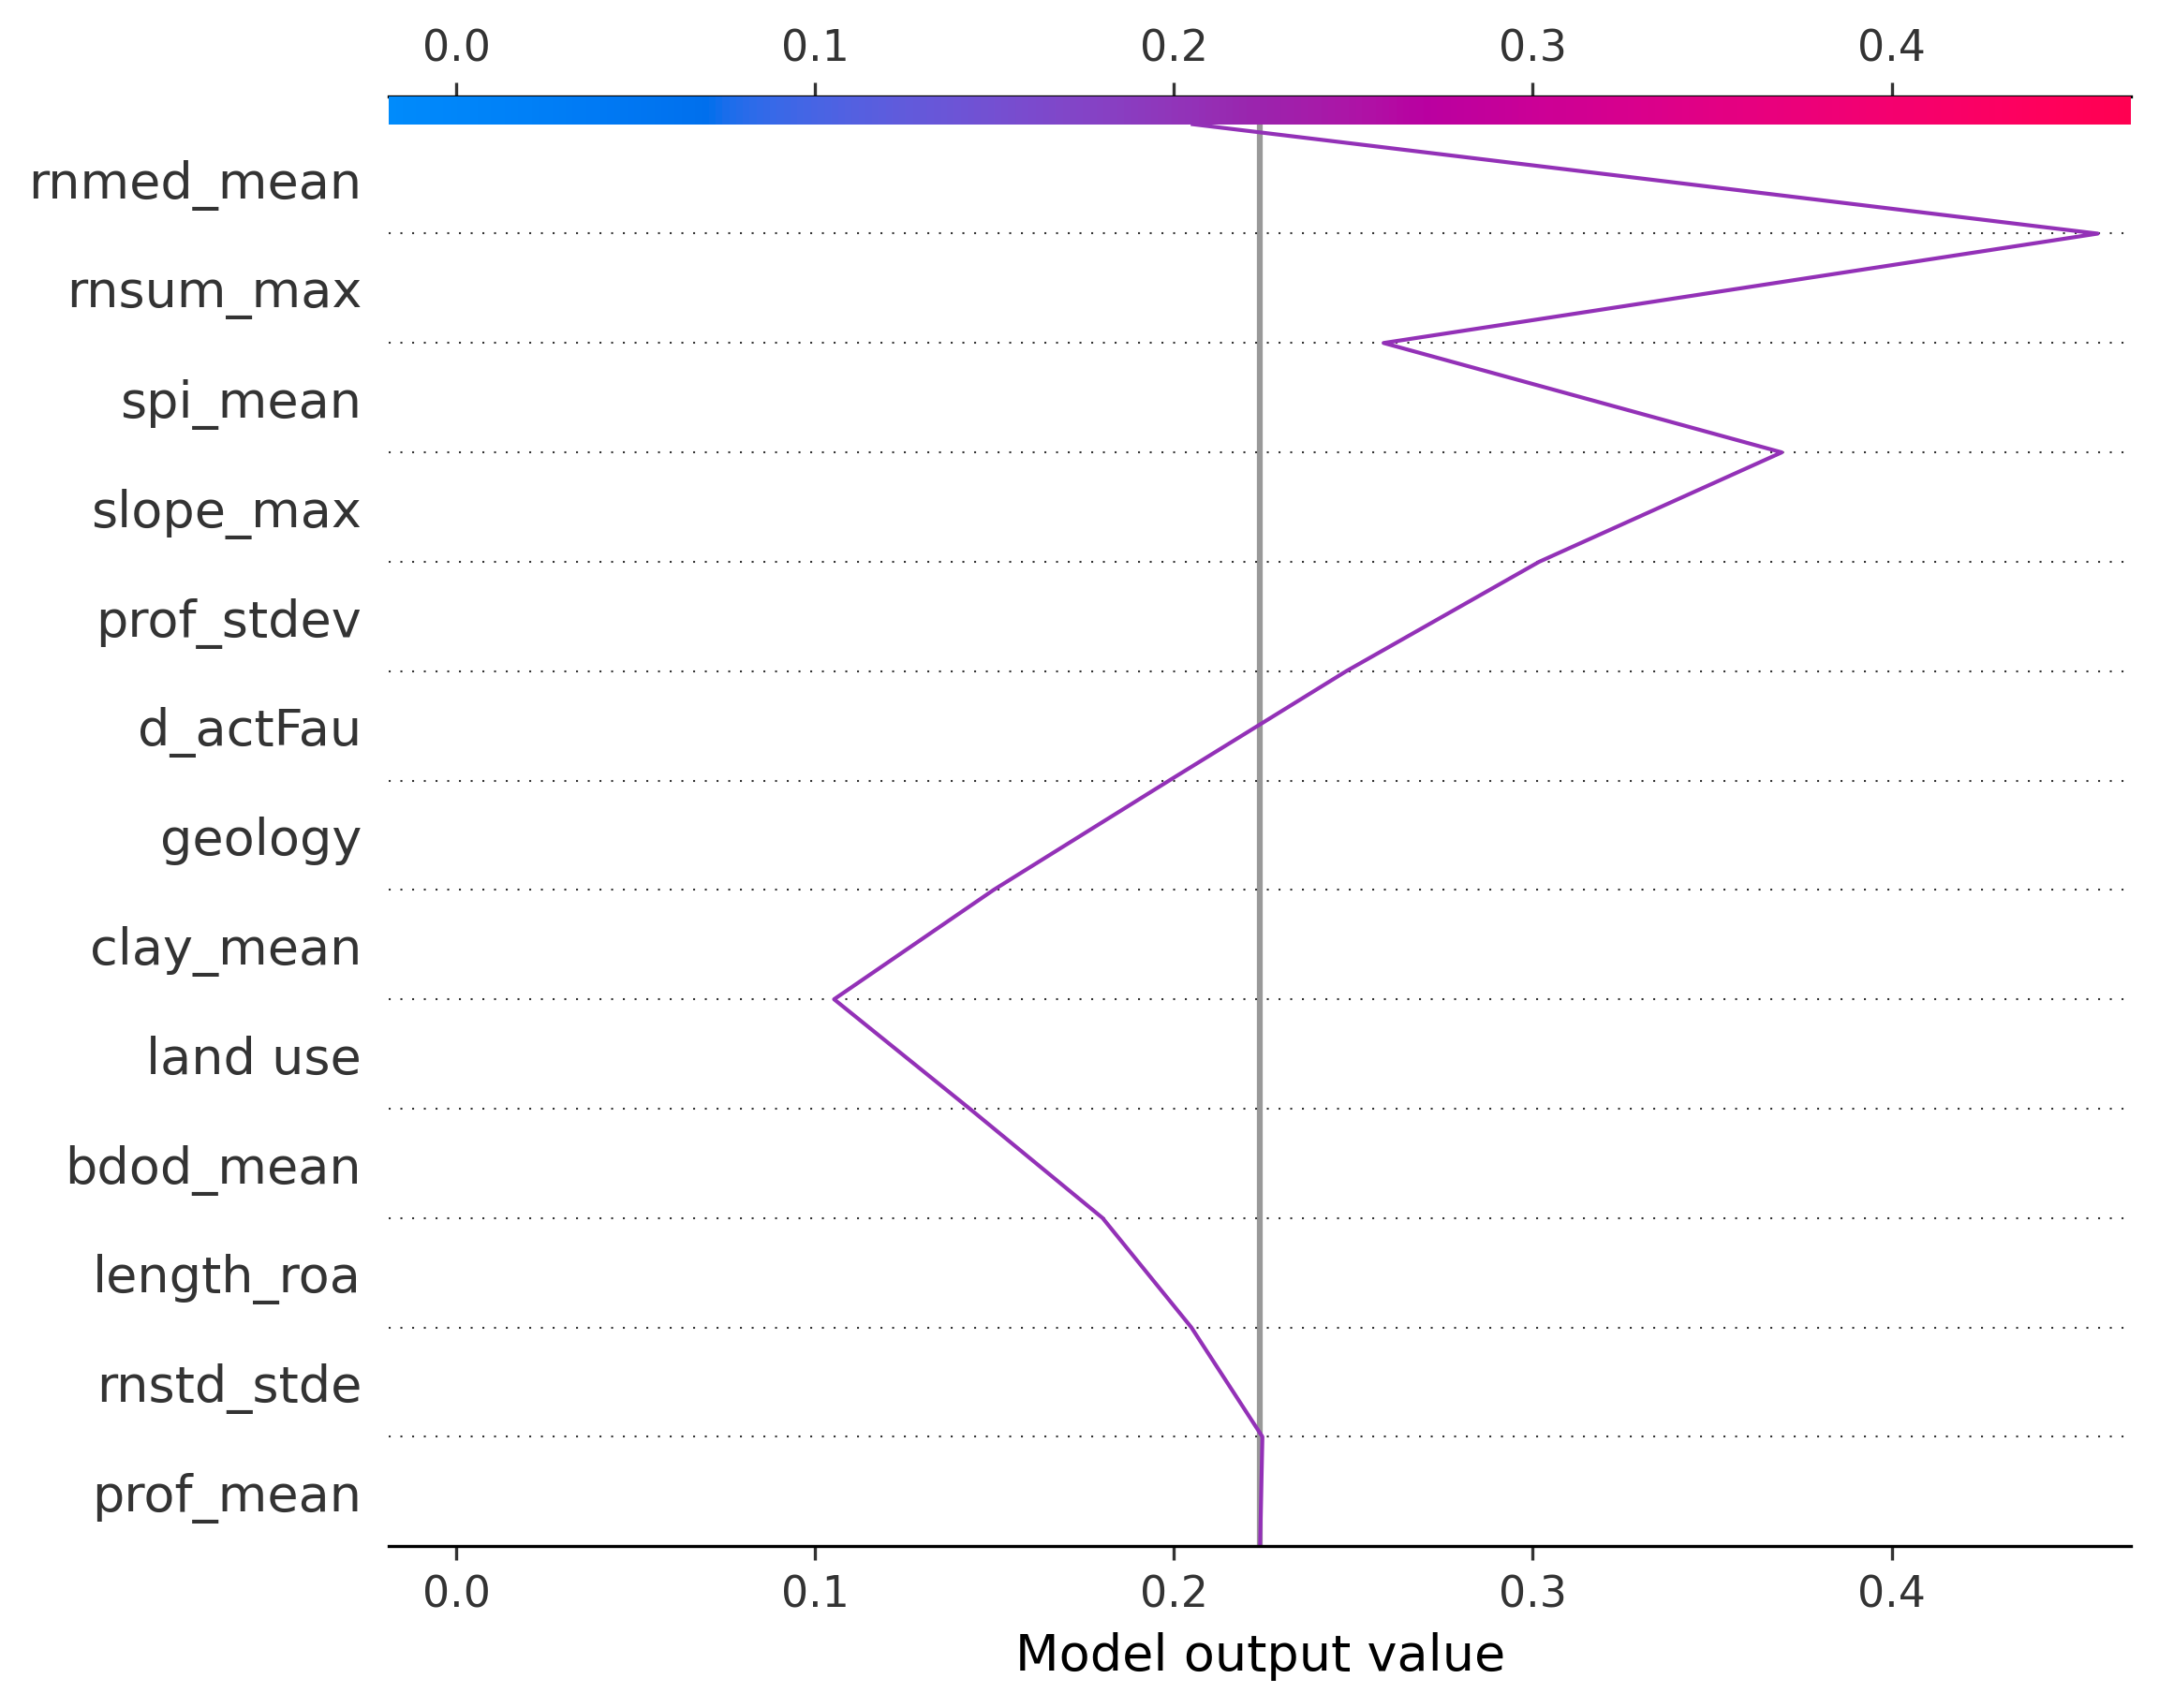 0.0 0.1 0.2 0.3 0.4
rnmed_mean
rnsum_max
spi_mean
slope_max
prof_stdev
d_actFau
geology
clay_mean
land use
bdod_mean
length_roa
rnstd_stde
prof_mean
0.0 0.1 0.2 0.3 0.4
Model output value